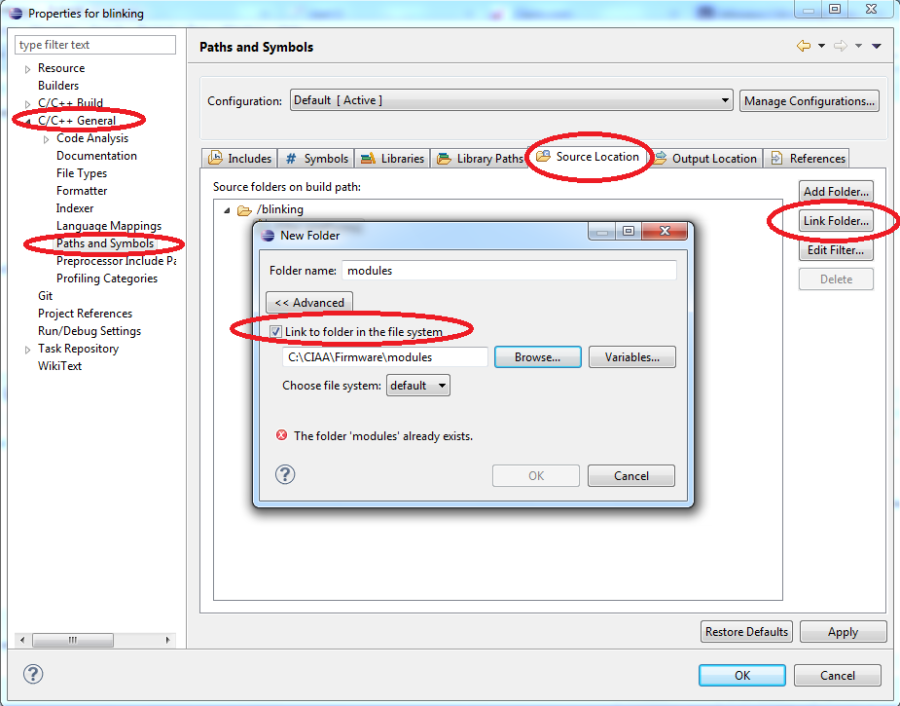 Properties for blinking
type filter text
Resource
Builders
C/C++ Build
C/C++ General
Code Analysis
Documentation
File Types
Formatter
Indexer
Language Mappings
Paths and Symbols
Preprocessor Include Pa
Profiling Categories
Git
Project References
Run/Debug Settings
Task Repository
WikiText
Paths and Symbols
Configuration: Default [ Active ] Manage Configurations...
Includes # Symbols Libraries Library Paths Source Location Output Location References
Source folders on build path:
/blinking
Add Folder...
Link Folder...
Edit Filter...
Delete
New Folder
Folder name: modules
<< Advanced
Link to folder in the file system
C:\CIAA\Firmware\modules Browse... Variables...
Choose file system: default
The folder 'modules' already exists.
OK Cancel
Restore Defaults Apply
OK Cancel